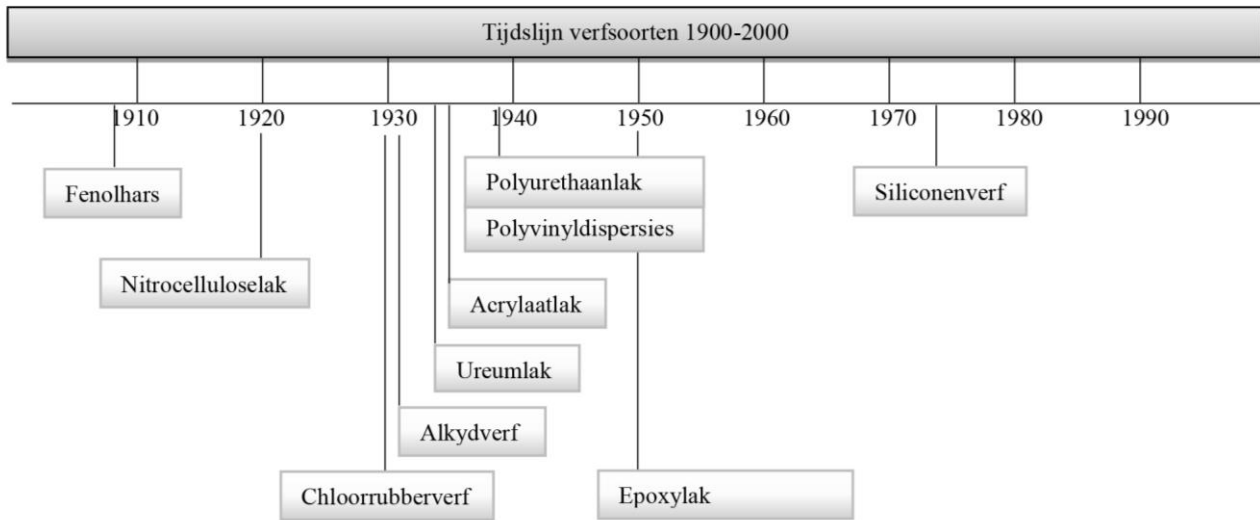 Tijdslijn verfsoorten 1900-2000
1910 1920 1930 1940 1950 1960 1970 1980 1990
Fenolhars
Polyurethaanlak
Siliconenverf
Polyvinyldispersies
Nitrocelluloselak
Acrylaatlak
Ureumlak
Alkydverf
Chloorrubberverf
Epoxylak